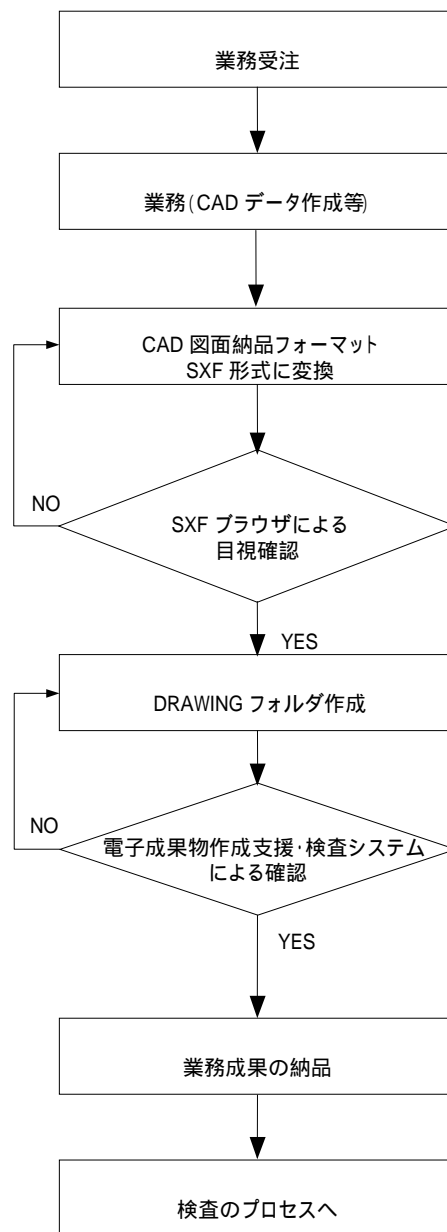 業務受注
業務(CAD データ作成等)
CAD 図面納品フォーマット
SXF 形式に変換
NO
SXF ブラウザによる
目視確認
YES
DRAWING フォルダ作成
NO
電子成果物作成支援・検査システム
による確認
YES
業務成果の納品
検査のプロセスへ